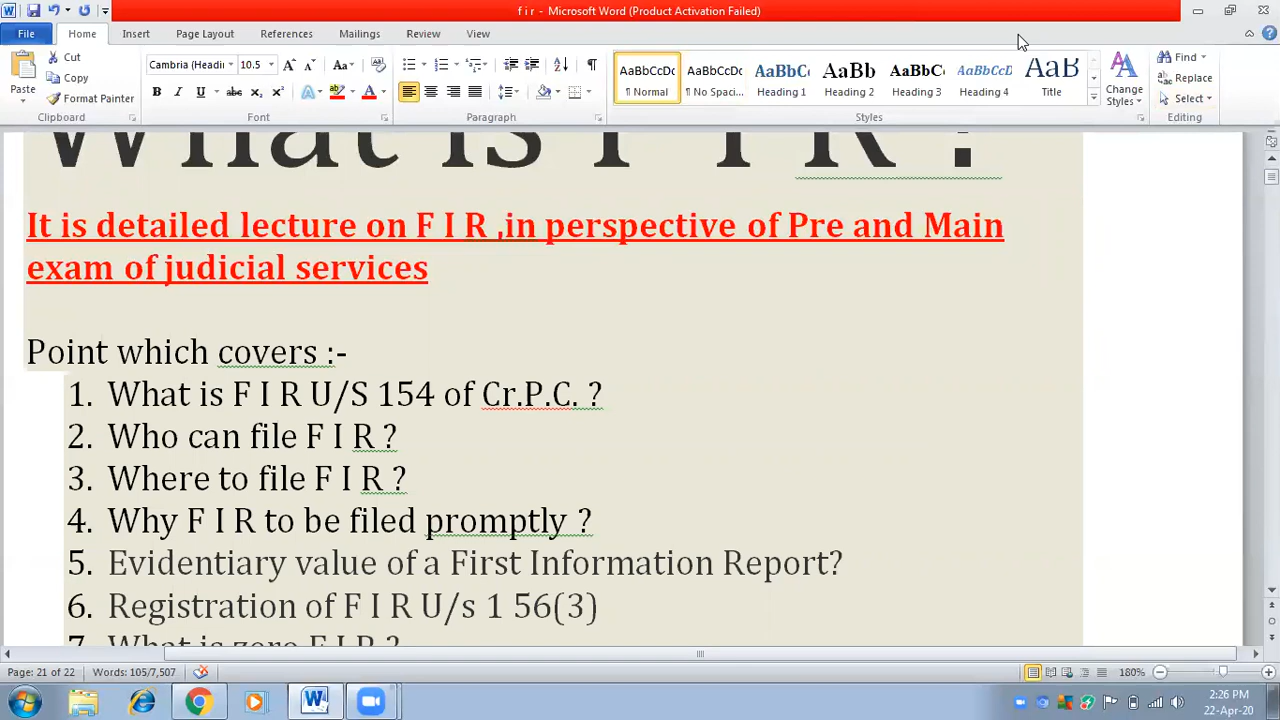 f i r - Microsoft Word (Product Activation Failed)
File Home Insert Page Layout References Mailings Review View
Paste
Cut
Copy
Format Painter
Clipboard
Cambria (Headi 10.5
Font
Paragraph
AaBbCcDc AaBbCcDc AaBbC AaBb AaBbC AaBbCcD AaB
¶ Normal ¶ No Spaci... Heading 1 Heading 2 Heading 3 Heading 4 Title
Change Styles
Styles
Find
Replace
Select
Editing
What is F I R ?
It is detailed lecture on F I R ,in perspective of Pre and Main
exam of judicial services
Point which covers :-
1. What is F I R U/S 154 of Cr.P.C. ?
2. Who can file F I R ?
3. Where to file F I R ?
4. Why F I R to be filed promptly ?
5. Evidentiary value of a First Information Report?
6. Registration of F I R U/s 1 56(3)
7. What is zero F I R ?
Page: 21 of 22 Words: 105/7,507 180%
2:26 PM
22-Apr-20